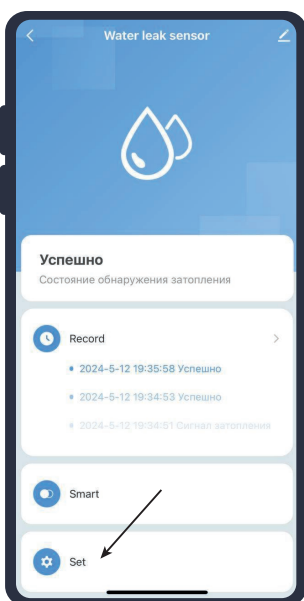 Water leak sensor
Успешно
Состояние обнаружения затопления
Record
2024-5-12 19:35:58 Успешно
2024-5-12 19:34:53 Успешно
2024-5-12 19:34:51 Сигнал затопления
Smart
Set